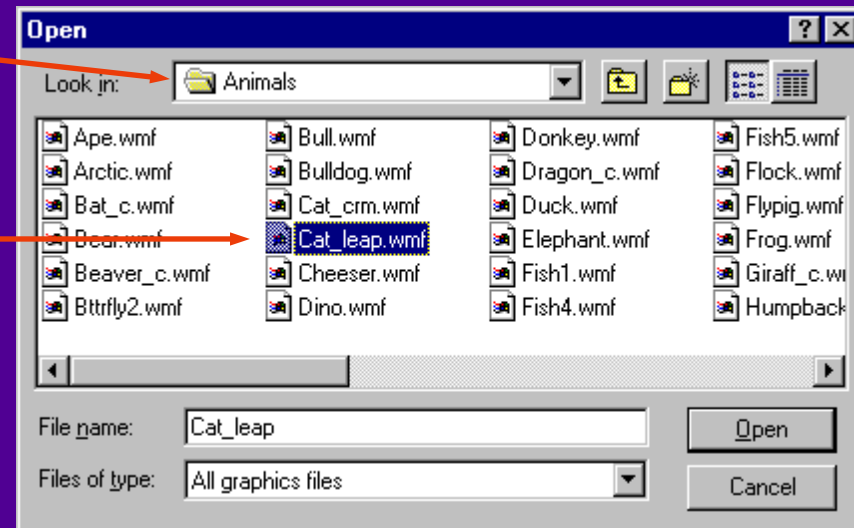 Open
Look in: Animals
Ape.wmf Bull.wmf Donkey.wmf Fish5.wmf
Arctic.wmf Bulldog.wmf Dragon_c.wmf Flock.wmf
Bat_c.wmf Cat_crm.wmf Duck.wmf Flypig.wmf
Bear.wmf Cat_leap.wmf Elephant.wmf Frog.wmf
Beaver_c.wmf Cheeser.wmf Fish1.wmf Giraff_c.w
Bttrfly2.wmf Dino.wmf Fish4.wmf Humpback
File name: Cat_leap Open
Files of type: All graphics files Cancel